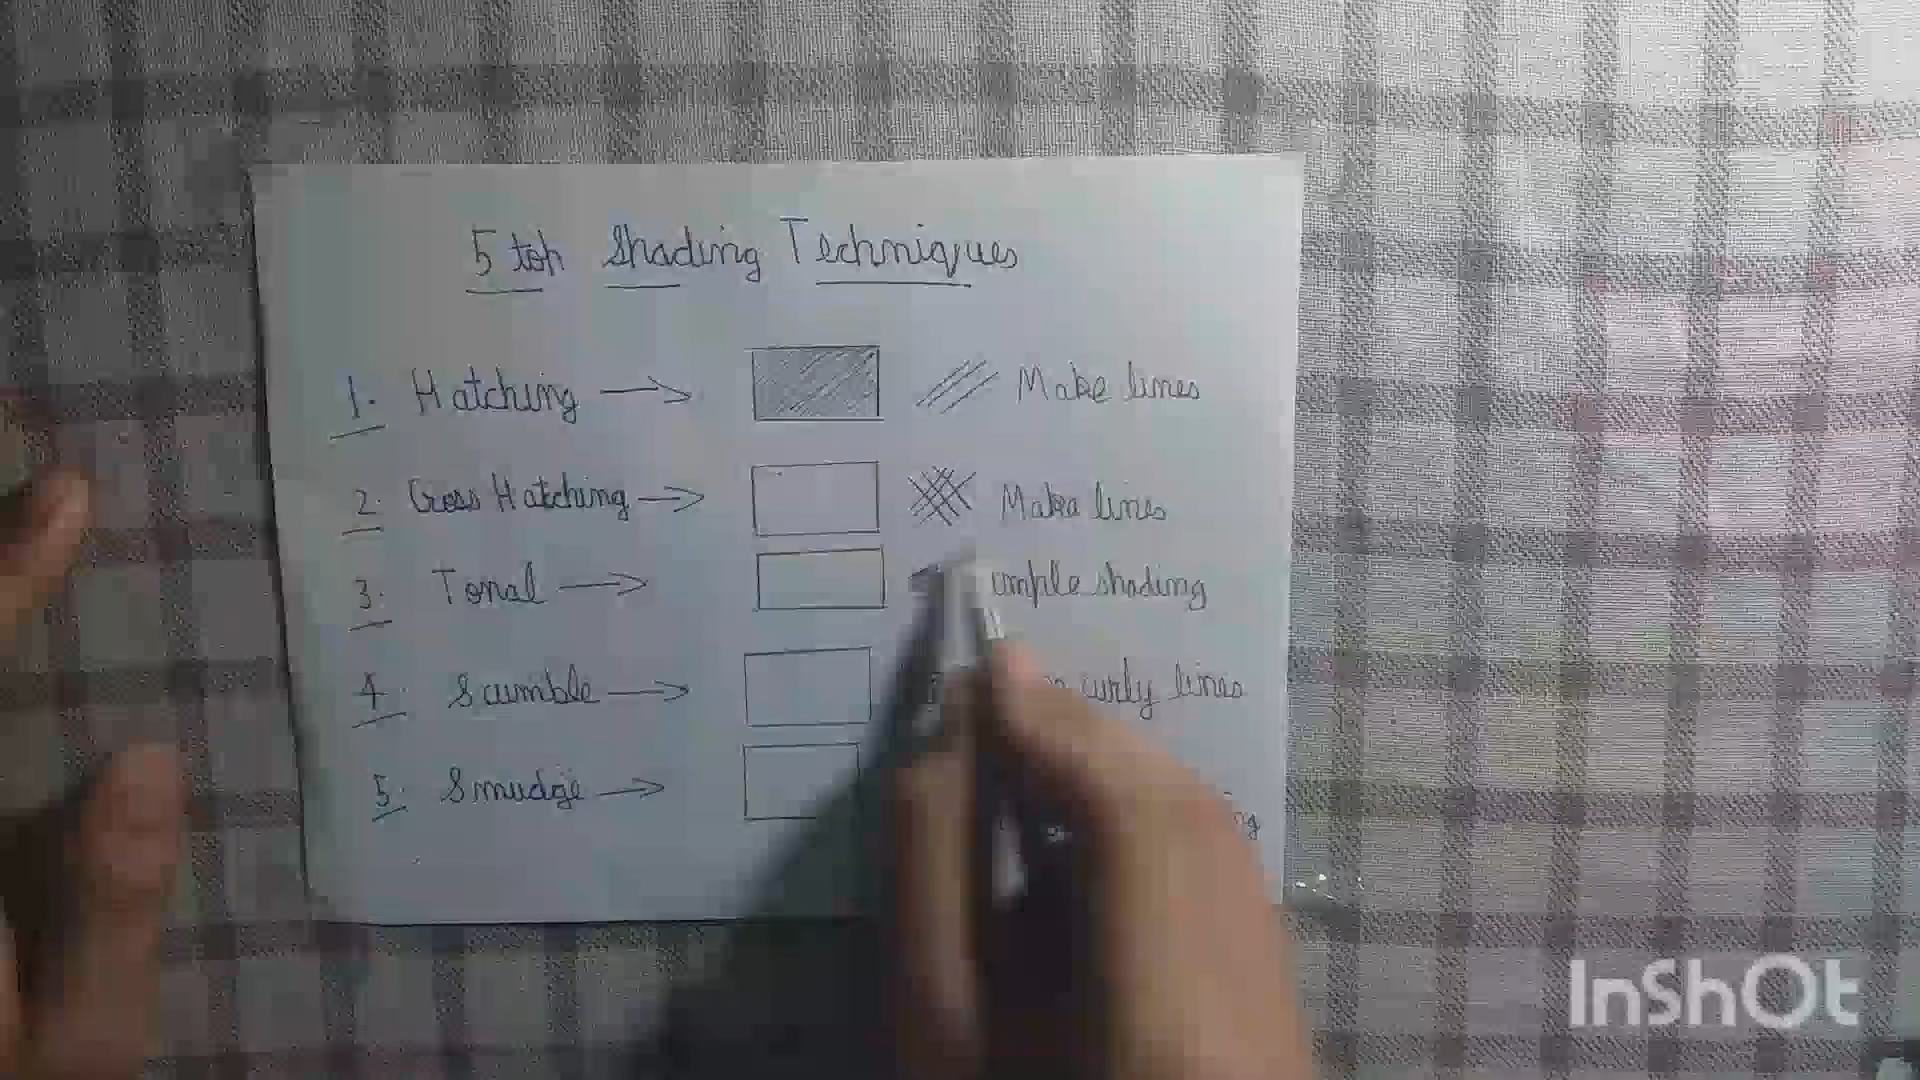 5 top Shading Techniques
1. Hatching → Make lines
2. Cross Hatching → Make lines
3. Tonal → shading
4. Scumble → curly lines
5. Smudge →
InShOt